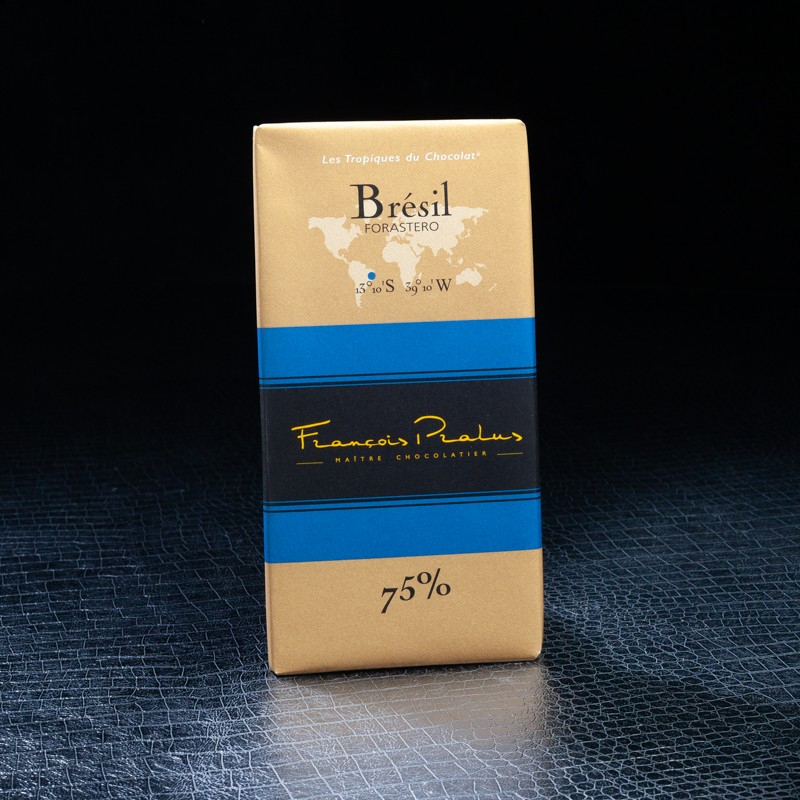 Les Tropiques du Chocolat®
Brésil
FORASTERO
13°10'S 39°10'W
François Pralus
MAÎTRE CHOCOLATIER
75%